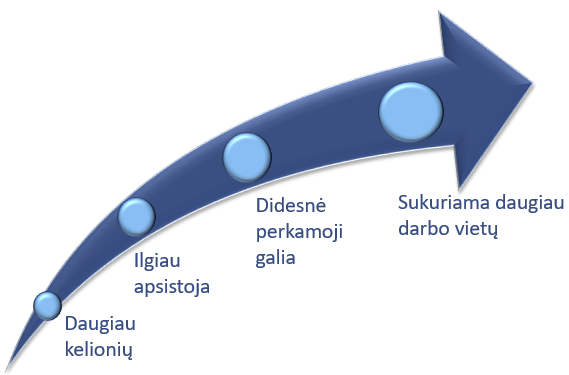 Daugiau
kelionių
Ilgiau
apsistoja
Didesnė
perkamoji
galia
Sukuriama daugiau
darbo vietų